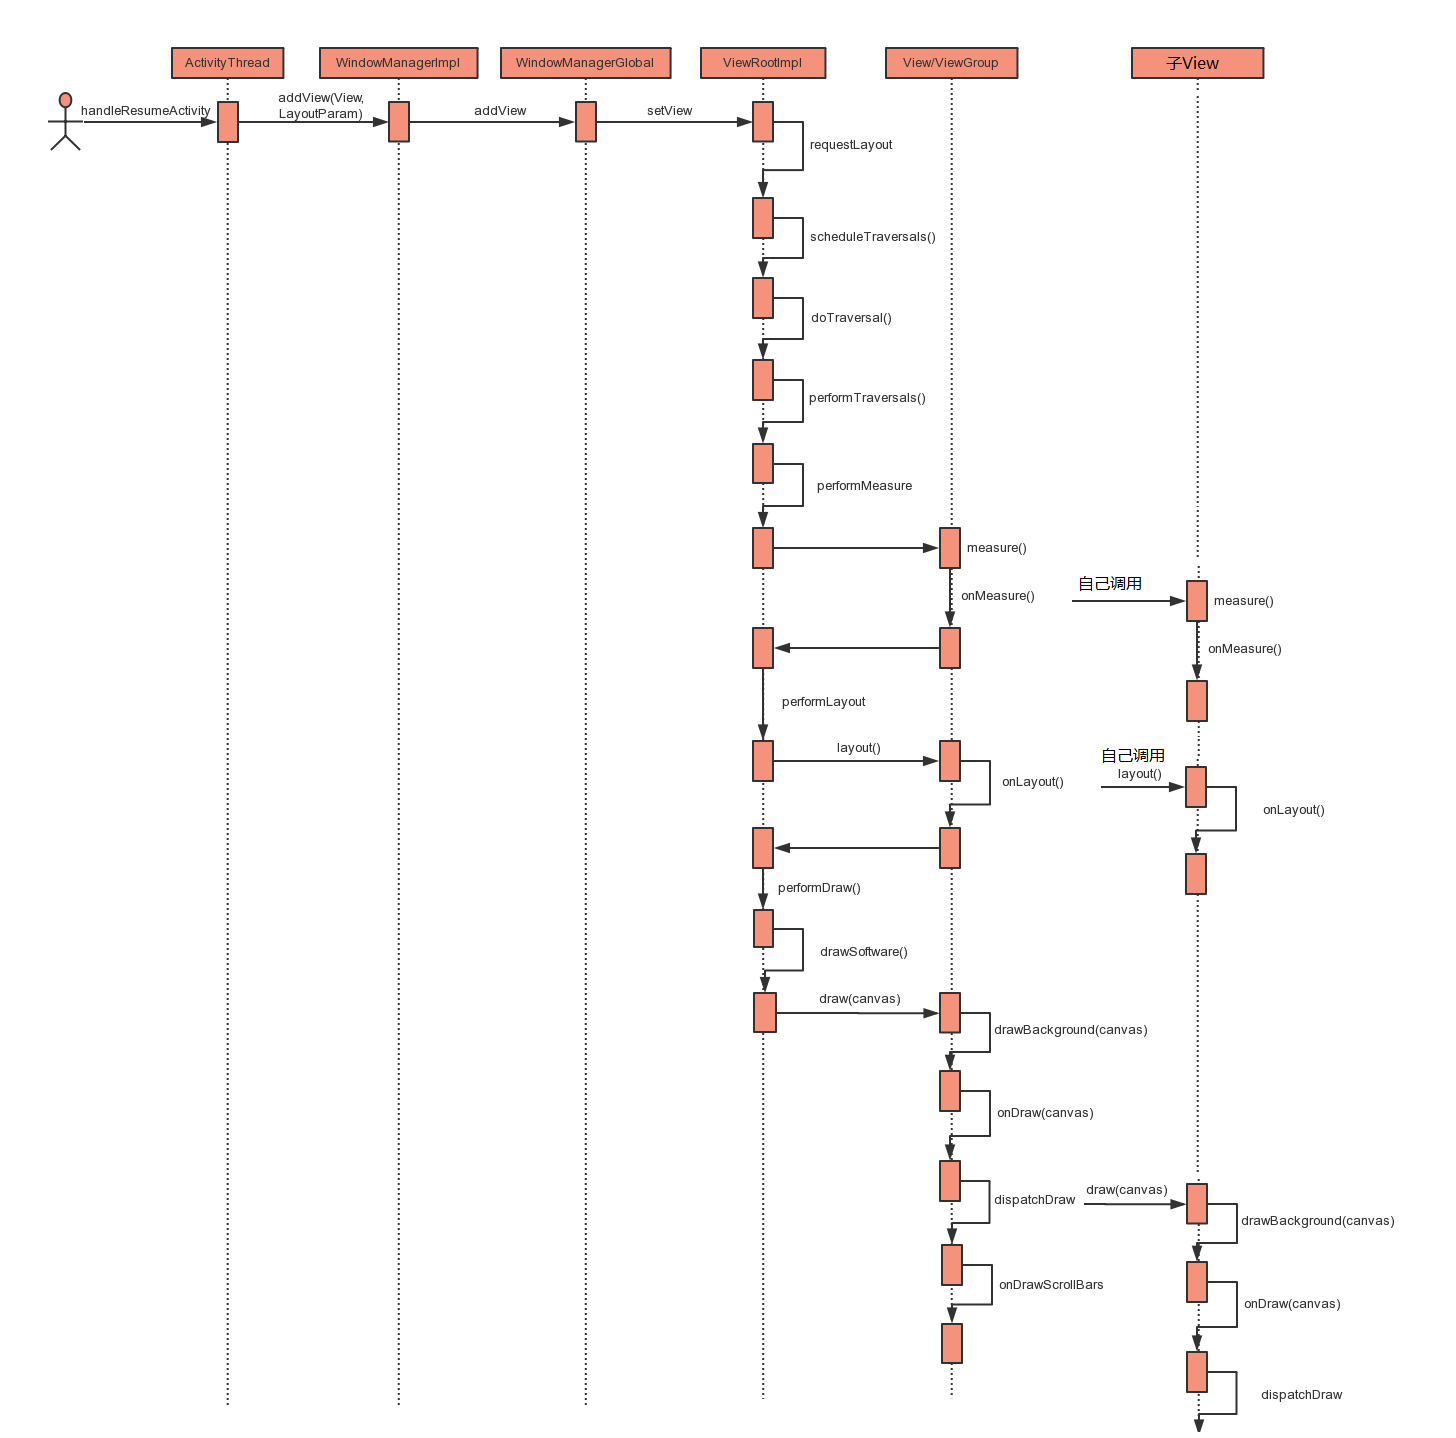 ActivityThread
WindowManagerImpl
WindowManagerGlobal
ViewRootImpl
View/ViewGroup
子View
handleResumeActivity
addView(View,
LayoutParam)
addView
setView
requestLayout
scheduleTraversals()
doTraversal()
performTraversals()
performMeasure
measure()
onMeasure()
自己调用
measure()
onMeasure()
performLayout
layout()
onLayout()
自己调用
layout()
onLayout()
performDraw()
drawSoftware()
draw(canvas)
drawBackground(canvas)
onDraw(canvas)
dispatchDraw
draw(canvas)
drawBackground(canvas)
onDrawScrollBars
onDraw(canvas)
dispatchDraw